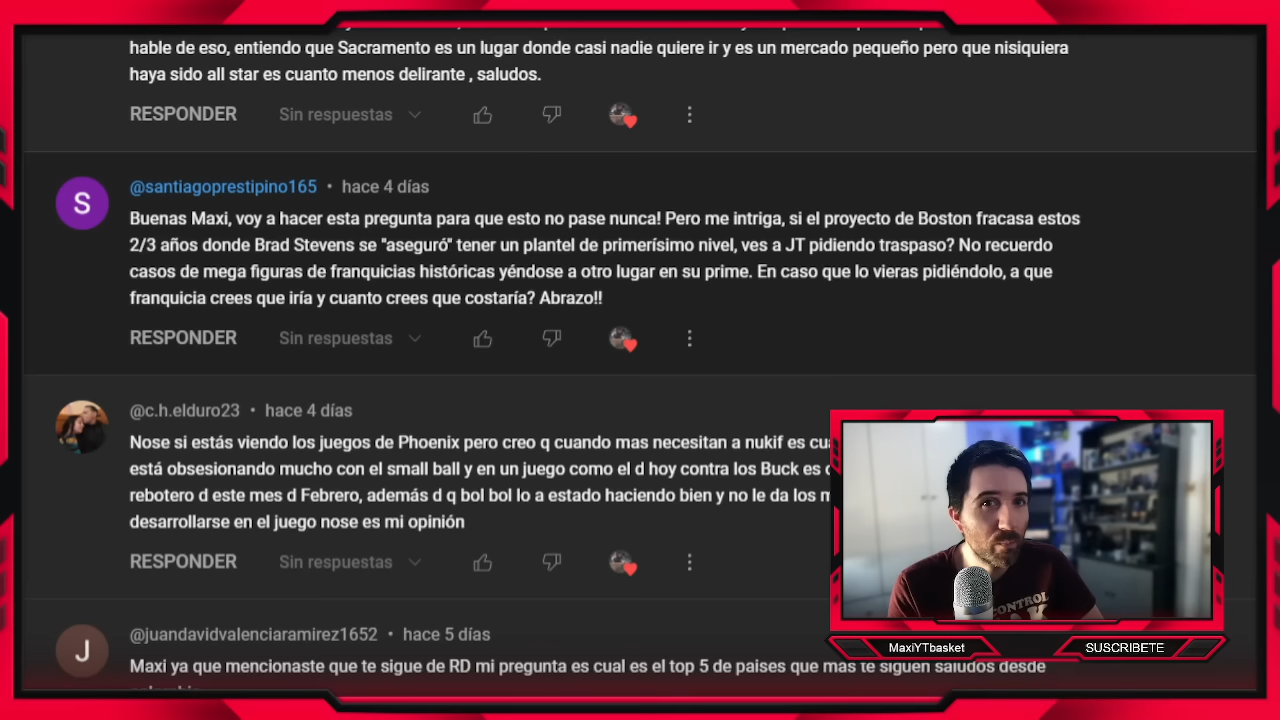 hable de eso, entiendo que Sacramento es un lugar donde casi nadie quiere ir y es un mercado pequeño pero que nisiquiera
haya sido all star es cuanto menos delirante , saludos.
RESPONDER Sin respuestas
@santiagoprestipino165 • hace 4 días
S
Buenas Maxi, voy a hacer esta pregunta para que esto no pase nunca! Pero me intriga, si el proyecto de Boston fracasa estos
2/3 años donde Brad Stevens se "aseguró" tener un plantel de primerísimo nivel, ves a JT pidiendo traspaso? No recuerdo
casos de mega figuras de franquicias históricas yéndose a otro lugar en su prime. En caso que lo vieras pidiéndolo, a que
franquicia crees que iría y cuanto crees que costaría? Abrazo!!
RESPONDER Sin respuestas
@c.h.elduro23 • hace 4 días
Nose si estás viendo los juegos de Phoenix pero creo q cuando mas necesitan a nukif es
está obsesionando mucho con el small ball y en un juego como el d hoy contra los Buck es
rebotero d este mes d Febrero, además d q bol bol lo a estado haciendo bien y no le da los
desarrollarse en el juego nose es mi opinión
RESPONDER Sin respuestas
CONTROL
MaxiYTbasket SUSCRIBETE
@juandavidvalenciaramirez1652 • hace 5 días
J
Maxi ya que mencionaste que te sigue de RD mi pregunta es cual es el top 5 de paises que mas te siguen saludos desde